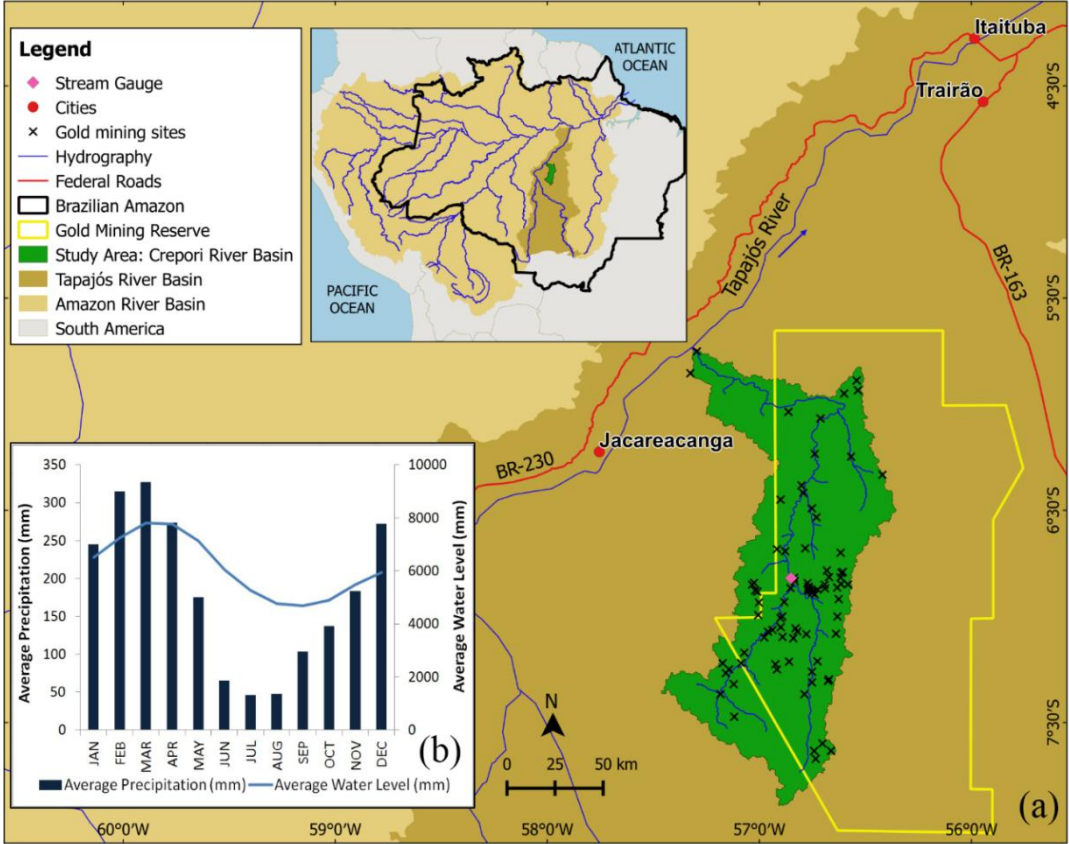 Legend
Stream Gauge
Cities
Gold mining sites
Hydrography
Federal Roads
Brazilian Amazon
Gold Mining Reserve
Study Area: Crepori River Basin
Tapajós River Basin
Amazon River Basin
South America
ATLANTIC
OCEAN
PACIFIC
OCEAN
Itaituba
Trairão
Tapajós River
BR-163
Jacareacanga
BR-230
4°30'S
5°30'S
6°30'S
7°30'S
60°0'W
59°0'W
58°0'W
57°0'W
56°0'W
N
0 25 50 km
(a)
Average Precipitation (mm)
350
300
250
200
150
100
50
0
Average Water Level (mm)
10000
8000
6000
4000
2000
0
JAN FEB MAR APR MAY JUN JUL AUG SEP OCT NOV DEC
(b)
Average Precipitation (mm) Average Water Level (mm)